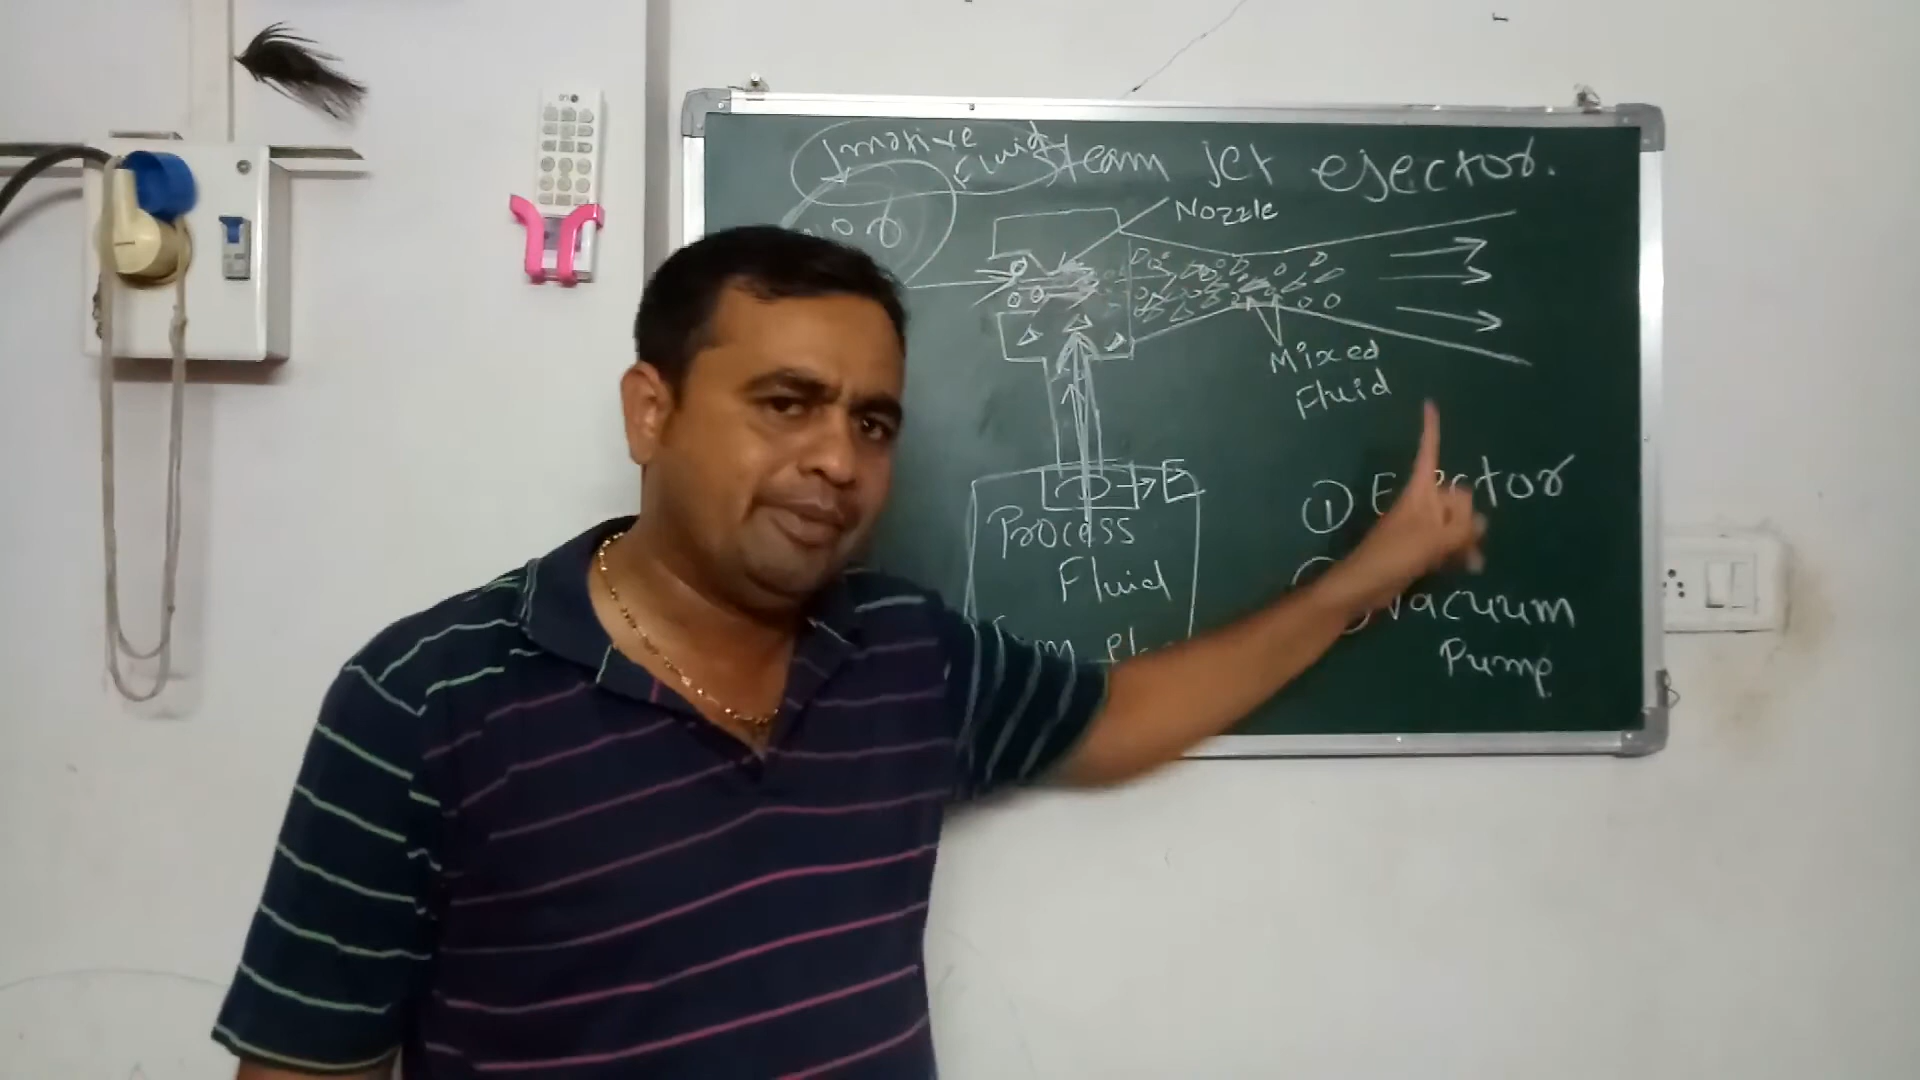 motive
fluid
steam jet ejector.
Nozzle
Mixed
Fluid
① Ejector
Process
Fluid
Vacuum
Pump